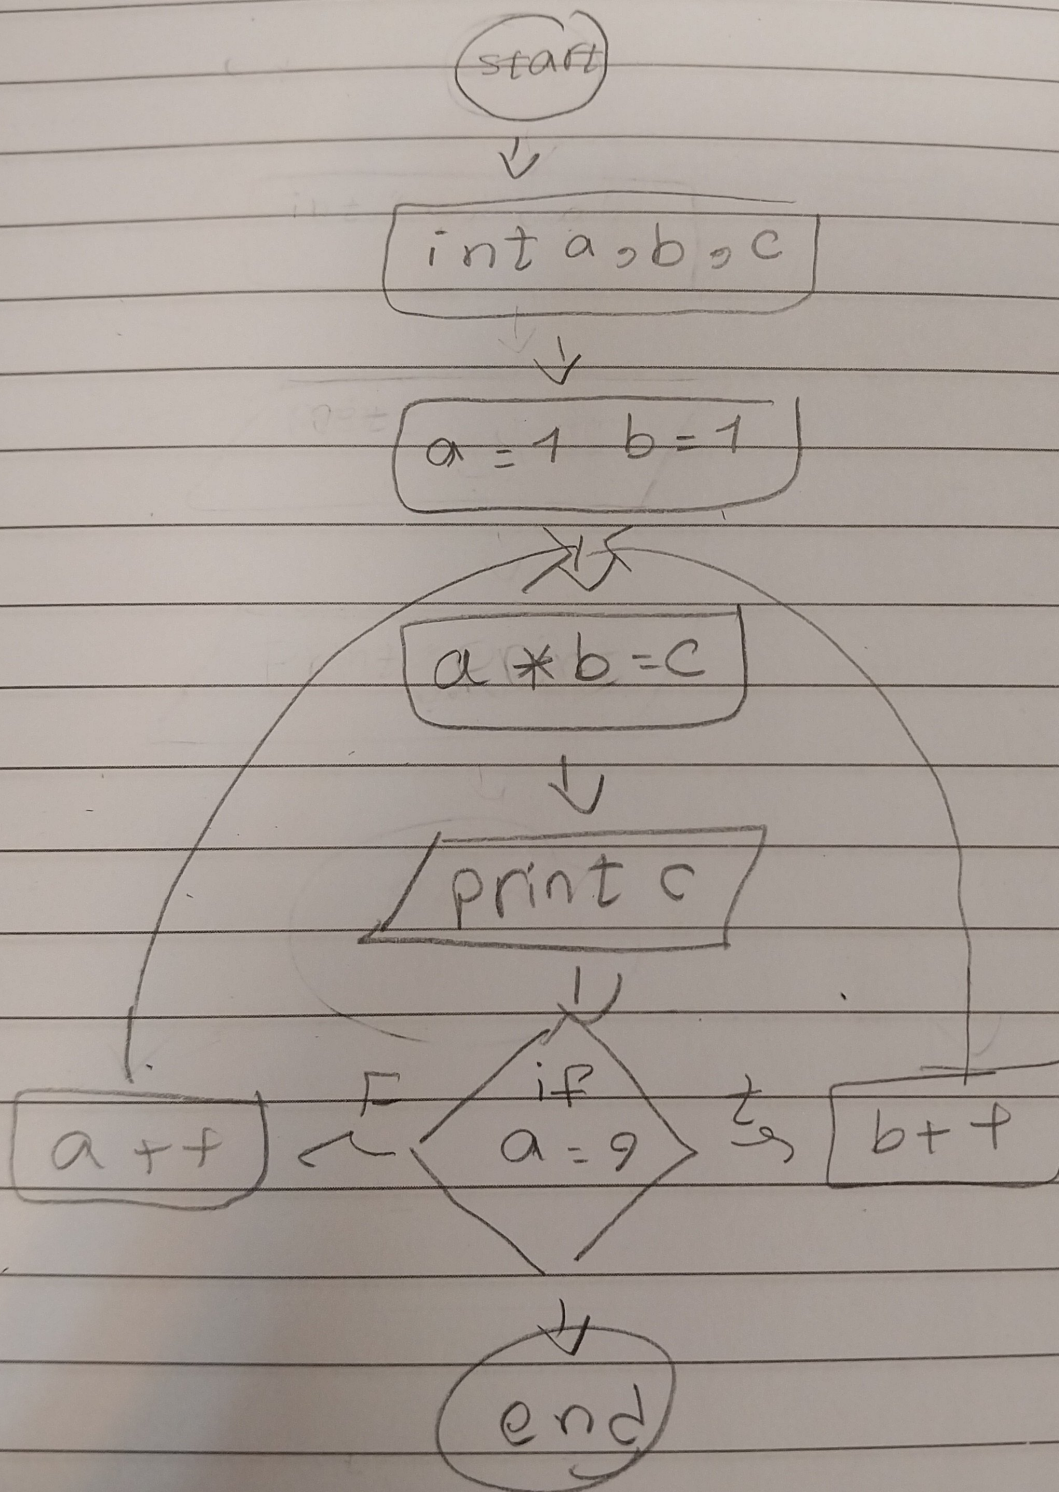 start
int a,b,c
a=1 b=1
a*b=c
print c
F if t
a++ a=9 b++
end